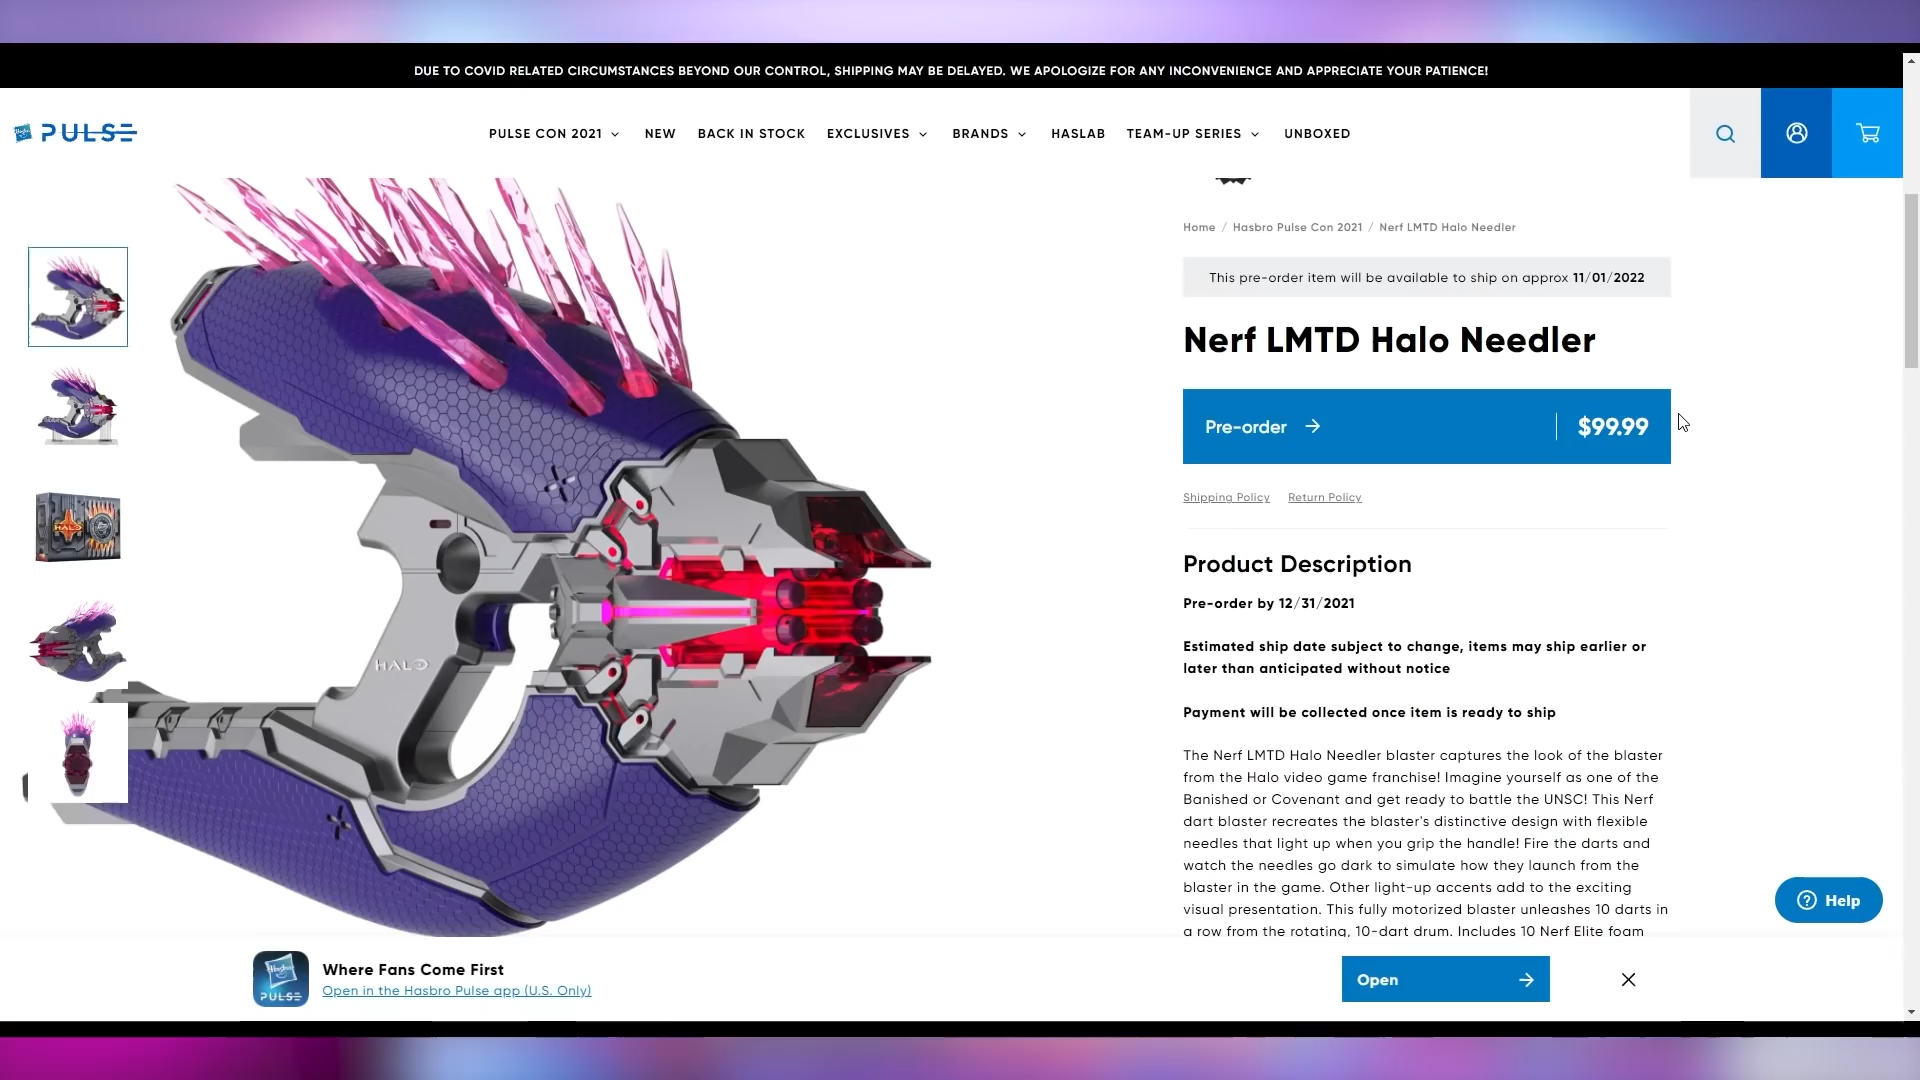 DUE TO COVID RELATED CIRCUMSTANCES BEYOND OUR CONTROL, SHIPPING MAY BE DELAYED. WE APOLOGIZE FOR ANY INCONVENIENCE AND APPRECIATE YOUR PATIENCE!
Hasbro PULSE
PULSE CON 2021 NEW BACK IN STOCK EXCLUSIVES BRANDS HASLAB TEAM-UP SERIES UNBOXED
Home / Hasbro Pulse Con 2021 / Nerf LMTD Halo Needler
This pre-order item will be available to ship on approx 11/01/2022
Nerf LMTD Halo Needler
Pre-order → $99.99
Shipping Policy Return Policy
Product Description
Pre-order by 12/31/2021
Estimated ship date subject to change, items may ship earlier or
later than anticipated without notice
Payment will be collected once item is ready to ship
The Nerf LMTD Halo Needler blaster captures the look of the blaster
from the Halo video game franchise! Imagine yourself as one of the
Banished or Covenant and get ready to battle the UNSC! This Nerf
dart blaster recreates the blaster's distinctive design with flexible
needles that light up when you grip the handle! Fire the darts and
watch the needles go dark to simulate how they launch from the
blaster in the game. Other light-up accents add to the exciting
visual presentation. This fully motorized blaster unleashes 10 darts in
a row from the rotating, 10-dart drum. Includes 10 Nerf Elite foam
HALO
HALO
Help
Hasbro
PULSE
Where Fans Come First
Open in the Hasbro Pulse app (U.S. Only)
Open →